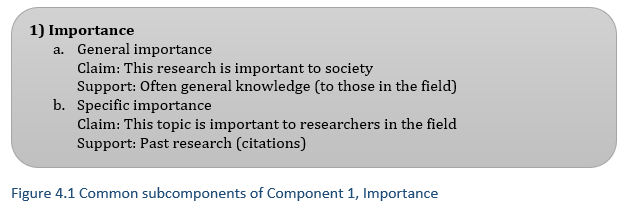 1) Importance
a. General importance
Claim: This research is important to society
Support: Often general knowledge (to those in the field)
b. Specific importance
Claim: This topic is important to researchers in the field
Support: Past research (citations)
Figure 4.1 Common subcomponents of Component 1, Importance